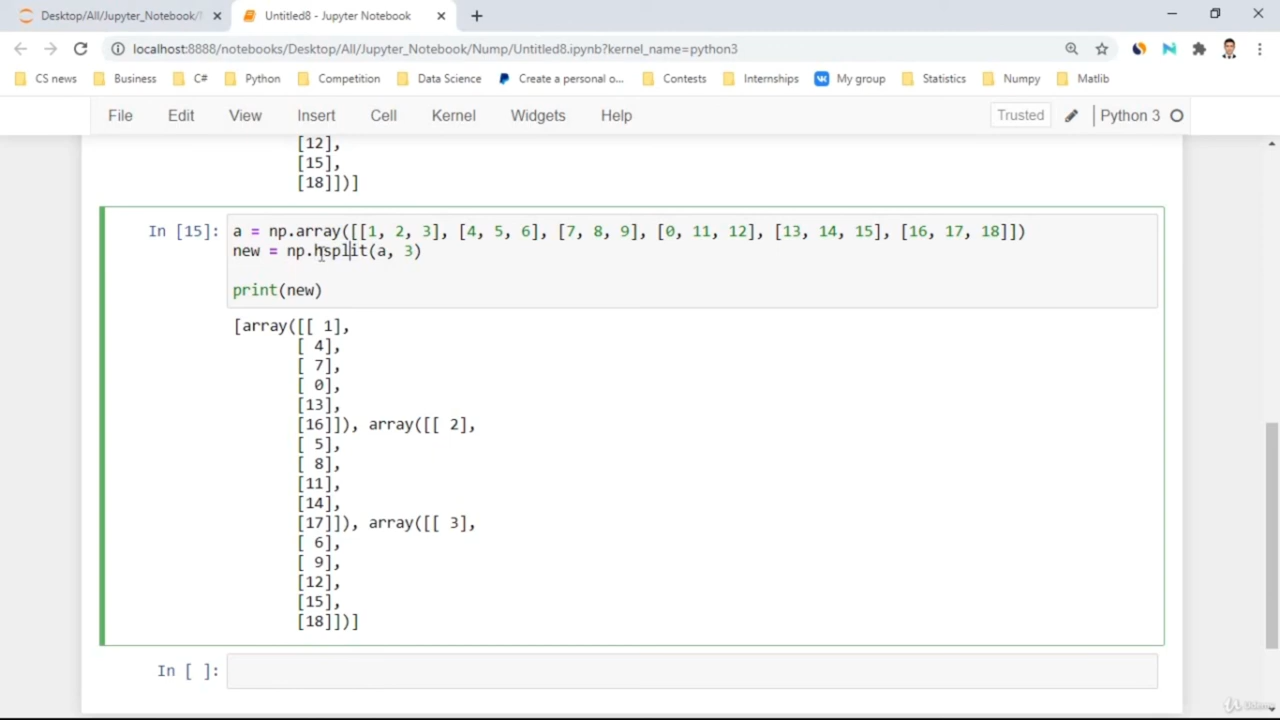 Desktop/All/Jupyter_Notebook/
Untitled8 - Jupyter Notebook
localhost:8888/notebooks/Desktop/All/Jupyter_Notebook/Nump/Untitled8.ipynb?kernel_name=python3
CS news Business C# Python Competition Data Science Create a personal o... Contests Internships My group Statistics Numpy Matlib
File Edit View Insert Cell Kernel Widgets Help Trusted Python 3
[12],
[15],
[18]])]
In [15]: a = np.array([[1, 2, 3], [4, 5, 6], [7, 8, 9], [0, 11, 12], [13, 14, 15], [16, 17, 18]])
new = np.hsplit(a, 3)
print(new)
[array([[ 1],
[ 4],
[ 7],
[ 0],
[13],
[16]]), array([[ 2],
[ 5],
[ 8],
[11],
[14],
[17]]), array([[ 3],
[ 6],
[ 9],
[12],
[15],
[18]])]
In [ ]: